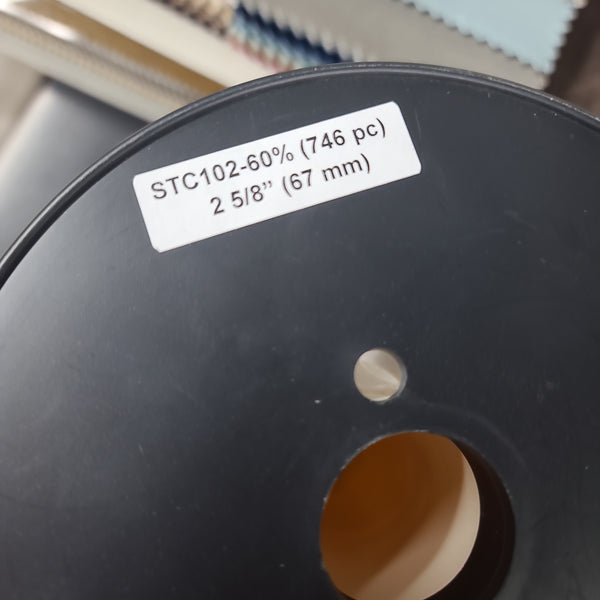 STC102-60% (746 pc)
2 5/8” (67 mm)